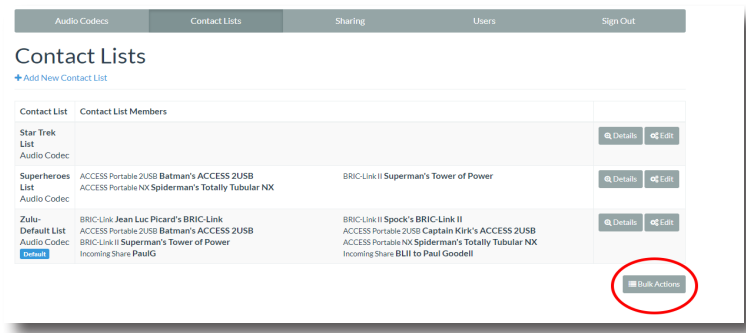 Audio Codecs Contact Lists Sharing Users Sign Out
Contact Lists
+ Add New Contact List
Contact List Contact List Members
Star Trek List Audio Codec Details Edit
Superheroes List Audio Codec
ACCESS Portable 2USB Batman's ACCESS 2USB BRIC-Link II Superman's Tower of Power
ACCESS Portable NX Spiderman's Totally Tubular NX
Details Edit
Zulu-Default List Audio Codec Default
BRIC-Link Jean Luc Picard's BRIC-Link BRIC-Link II Spock's BRIC-Link II
ACCESS Portable 2USB Batman's ACCESS 2USB ACCESS Portable 2USB Captain Kirk's ACCESS 2USB
BRIC-Link II Superman's Tower of Power ACCESS Portable NX Spiderman's Totally Tubular NX
Incoming Share PaulG Incoming Share BLII to Paul Goodell
Details Edit
Bulk Actions